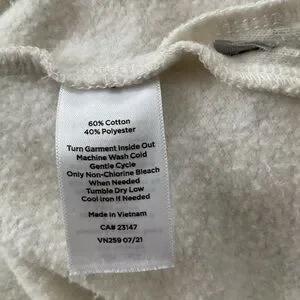 60% Cotton
40% Polyester
Turn Garment Inside Out
Machine Wash Cold
Gentle Cycle
Only Non-Chlorine Bleach
When Needed
Tumble Dry Low
Cool Iron If Needed
Made in Vietnam
CA# 23147
VN259 07/21